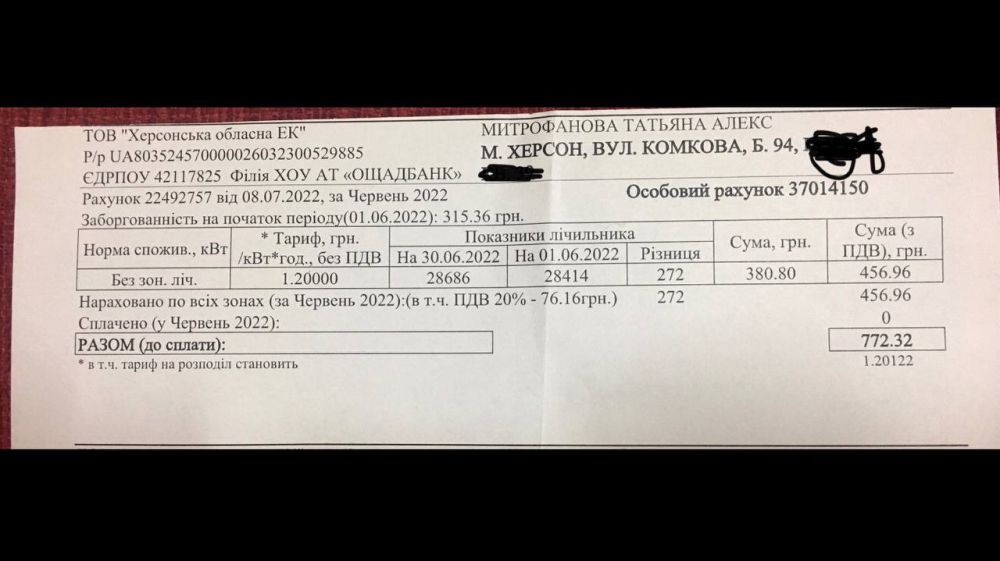 ТОВ "Херсонська обласна ЕК"
Р/р UA803524570000026032300529885
ЄДРПОУ 42117825 Філія ХОУ АТ «ОЩАДБАНК»
МИТРОФАНОВА ТАТЬЯНА АЛЕКС
М. ХЕРСОН, ВУЛ. КОМКОВА, Б. 94,
Рахунок 22492757 від 08.07.2022, за Червень 2022
Особовий рахунок 37014150
Заборгованність на початок періоду(01.06.2022): 315.36 грн.
Норма спожив., кВт
* Тариф, грн.
/кВт*год., без ПДВ
Показники лічильника
На 30.06.2022 На 01.06.2022 Різниця
Сума, грн.
Сума (з
ПДВ), грн.
Без зон. ліч. 1.20000 28686 28414 272 380.80 456.96
Нараховано по всіх зонах (за Червень 2022):(в т.ч. ПДВ 20% - 76.16грн.) 272 456.96
Сплачено (у Червень 2022): 0
РАЗОМ (до сплати): 772.32
* в т.ч. тариф на розподіл становить 1.20122